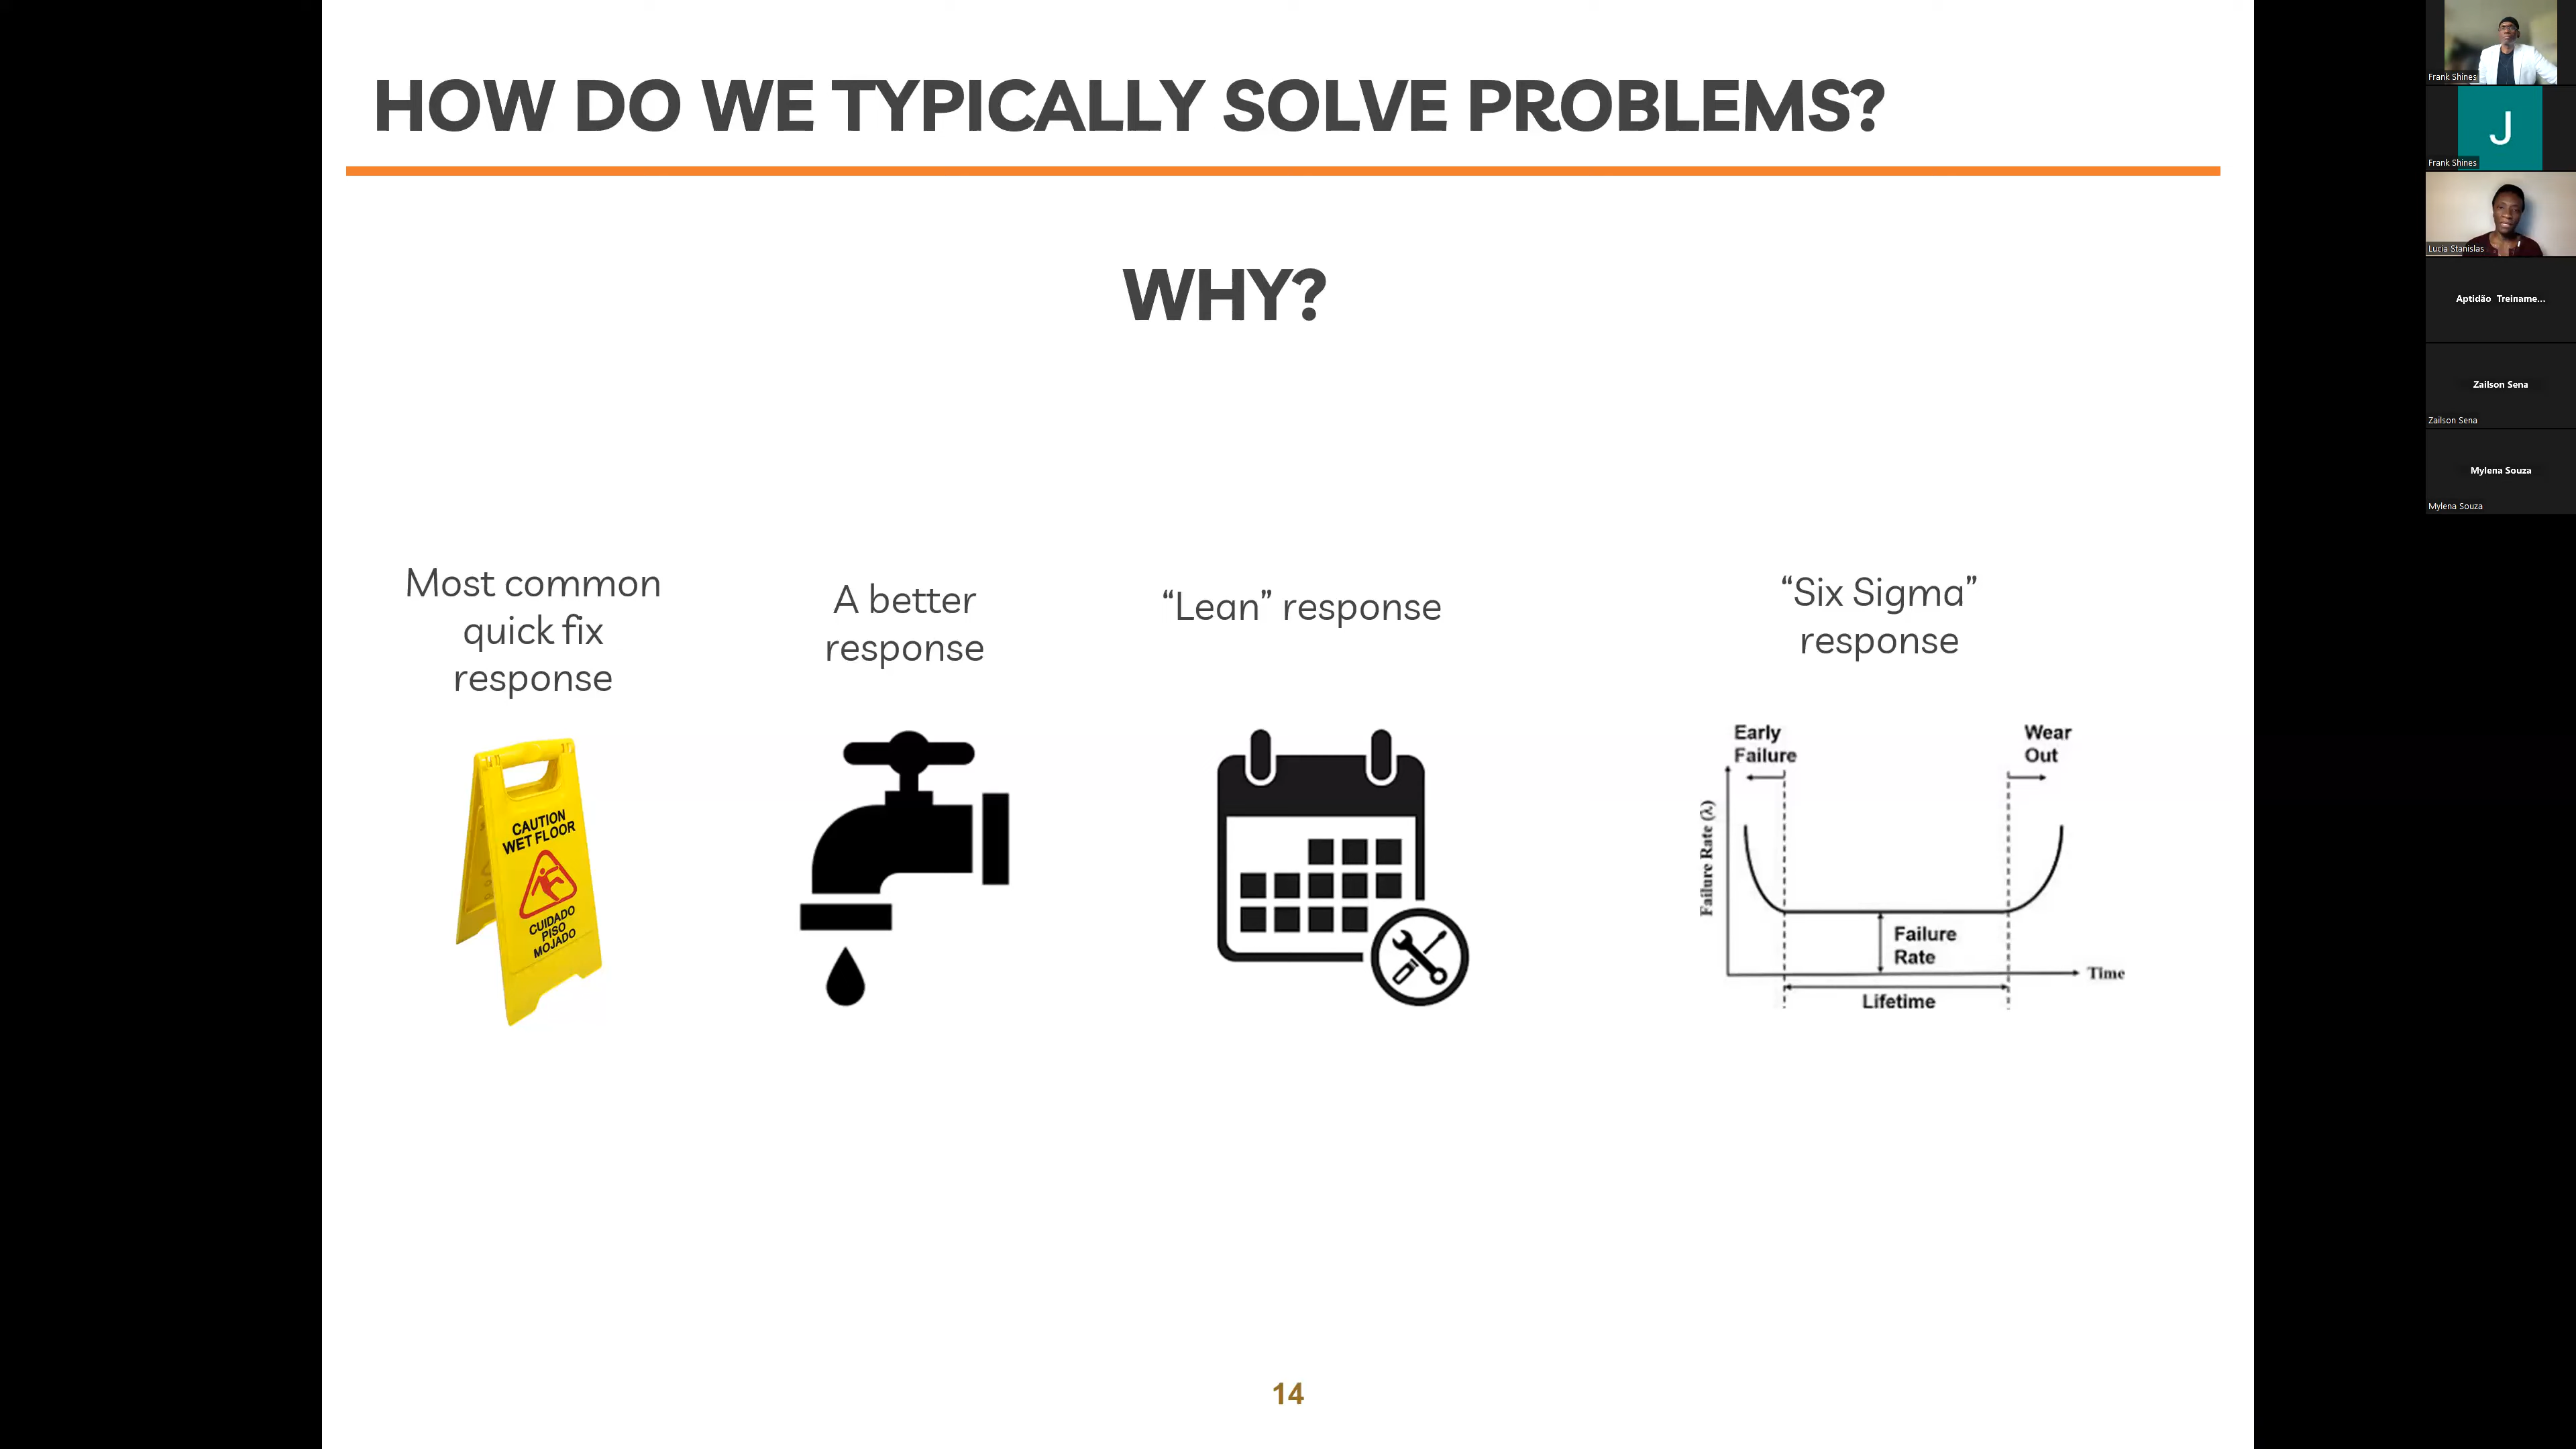 HOW DO WE TYPICALLY SOLVE PROBLEMS?
WHY?
Most common
quick fix
response
A better
response
“Lean” response
“Six Sigma”
response
CAUTION
WET FLOOR
CUIDADO
PISO
MOJADO
Early
Failure
Wear
Out
Failure Rate (λ)
Failure
Rate
Time
Lifetime
14
Frank Shines
J
Frank Shines
Lucia Stanislas
Aptidão Treiname...
Zailson Sena
Zailson Sena
Mylena Souza
Mylena Souza